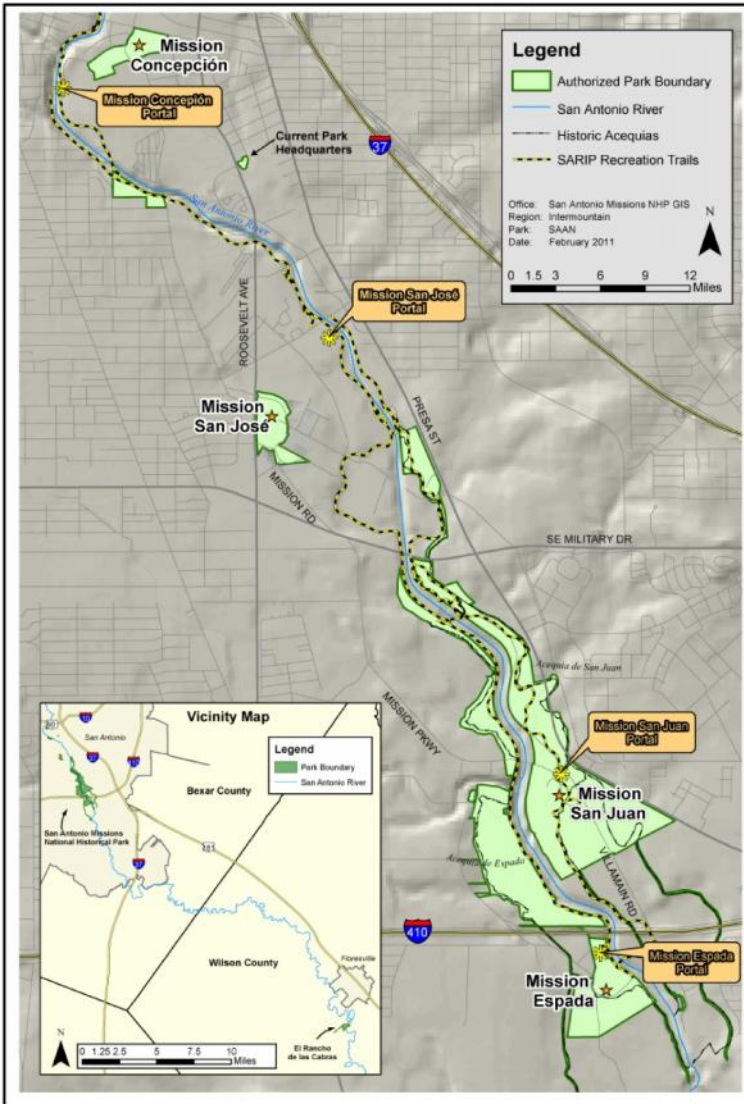 Mission
Concepción
Mission Concepión
Portal
Current Park
Headquarters
37
San Antonio River
ROOSEVELT AVE
Mission San José
Portal
PRESA ST
Mission
San José
MISSION RD
SE MILITARY DR
Acequia de San Juan
MISSION PKWY
Mission San Juan
Portal
Mission
San Juan
Acequia de Espada
VILLAMAIN RD
410
Mission Espada
Portal
Mission
Espada
Legend
Authorized Park Boundary
San Antonio River
Historic Acequias
SARIP Recreation Trails
Office: San Antonio Missions NHP GIS
Region: Intermountain
Park: SAAN
Date: February 2011
N
0 1.5 3 6 9 12
Miles
Vicinity Map
Legend
Park Boundary
San Antonio River
10
San Antonio
37
Bexar County
San Antonio Missions
National Historical Park
37
Wilson County
Floresville
El Rancho
de las Cabras
N
0 1.25 2.5 5 7.5 10
Miles